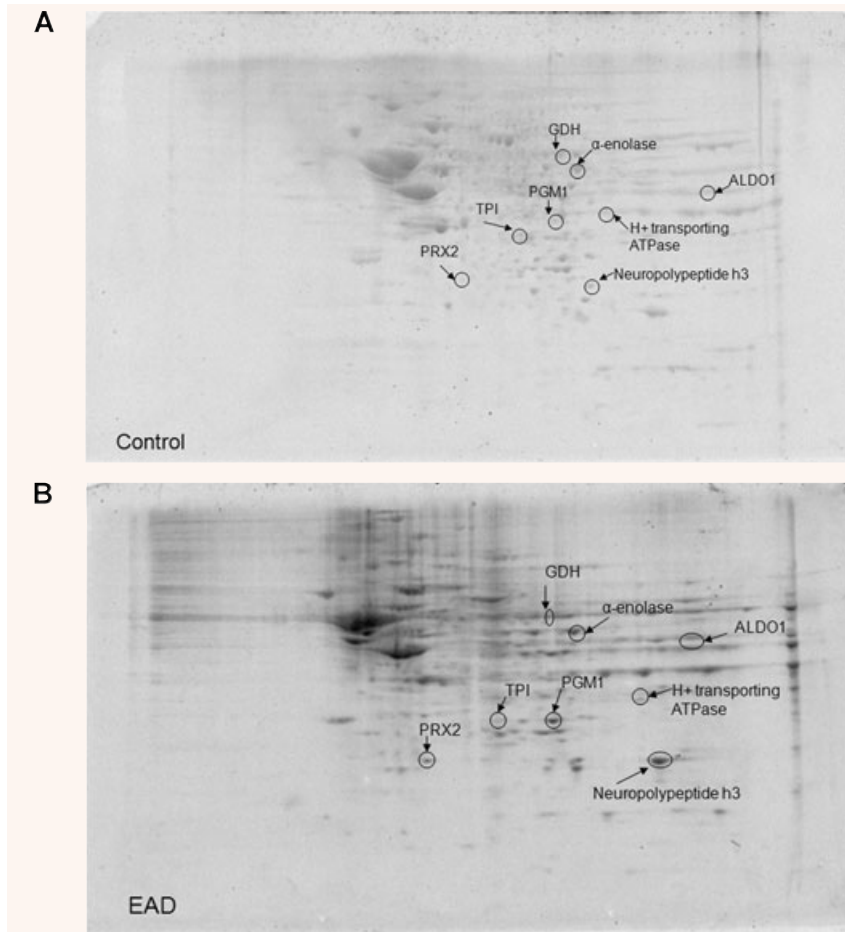 A
GDH
α-enolase
ALDO1
PGM1
TPI
H+ transporting
ATPase
PRX2
Neuropolypeptide h3
Control
B
GDH
α-enolase
ALDO1
TPI
PGM1
H+ transporting
ATPase
PRX2
Neuropolypeptide h3
EAD